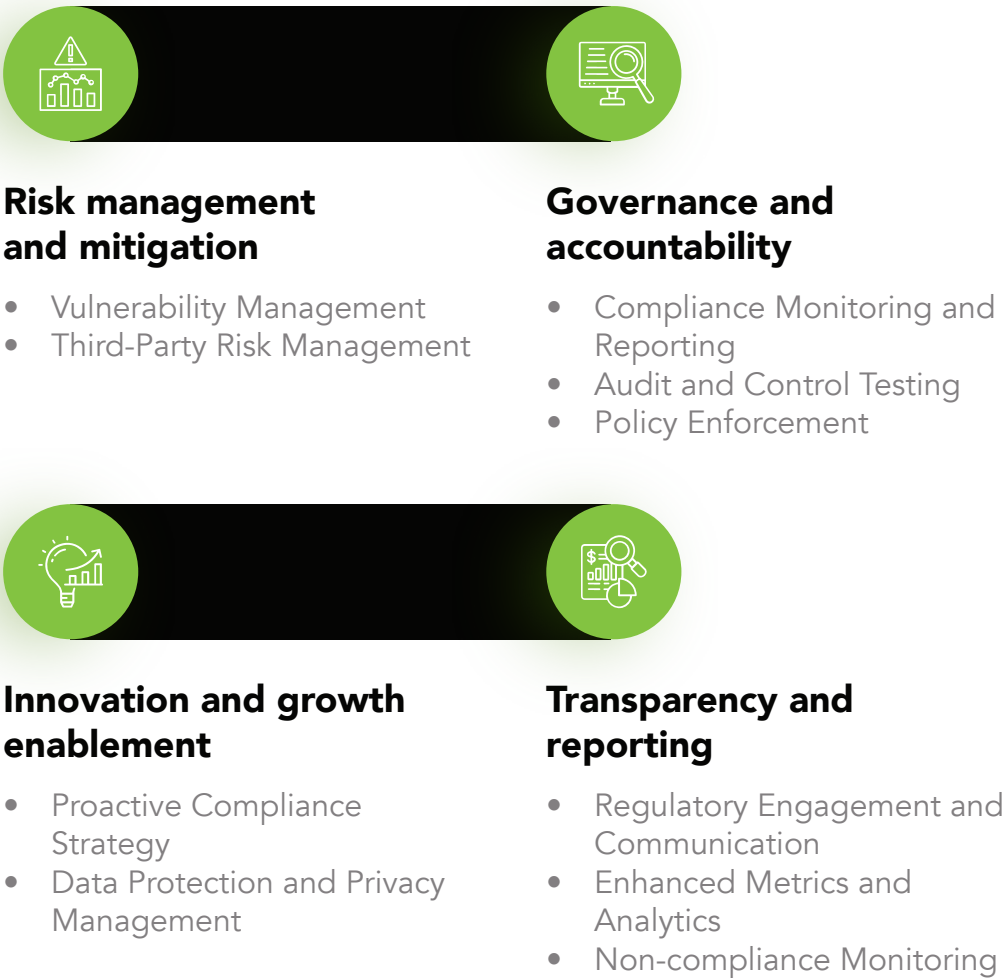 Risk management
and mitigation
• Vulnerability Management
• Third-Party Risk Management
Governance and
accountability
• Compliance Monitoring and
Reporting
• Audit and Control Testing
• Policy Enforcement
Innovation and growth
enablement
• Proactive Compliance
Strategy
• Data Protection and Privacy
Management
Transparency and
reporting
• Regulatory Engagement and
Communication
• Enhanced Metrics and
Analytics
• Non-compliance Monitoring